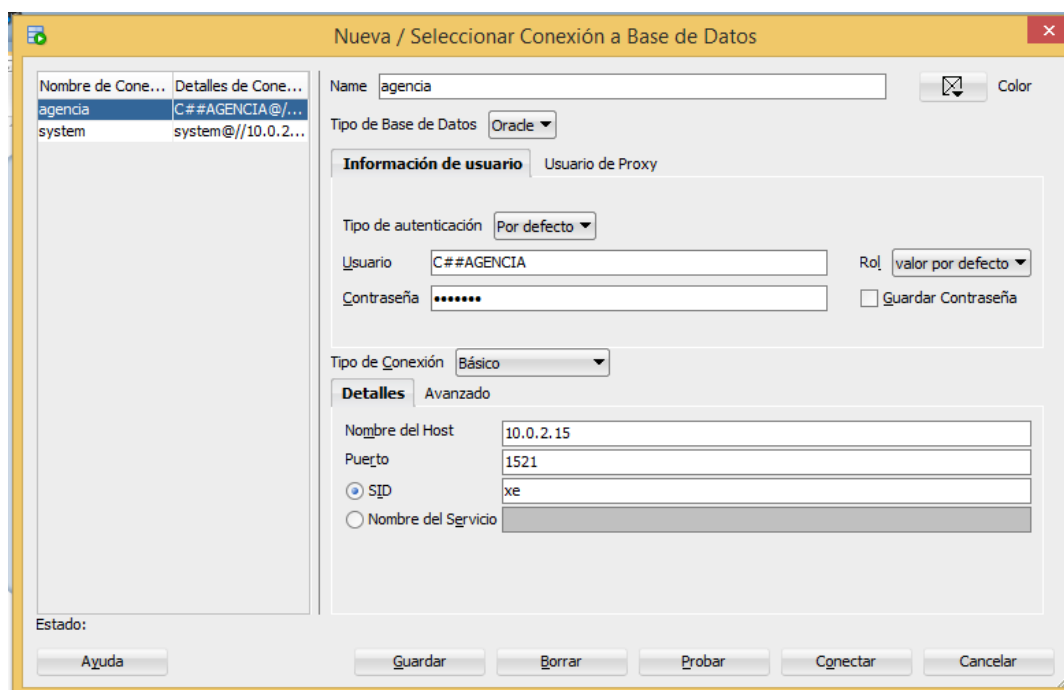 Nueva / Seleccionar Conexión a Base de Datos
Nombre de Cone... Detalles de Cone...
agencia C##AGENCIA@/...
system system@//10.0.2...
Name agencia Color
Tipo de Base de Datos Oracle
Información de usuario Usuario de Proxy
Tipo de autenticación Por defecto
Usuario C##AGENCIA Rol valor por defecto
Contraseña ••••••• Guardar Contraseña
Tipo de Conexión Básico
Detalles Avanzado
Nombre del Host 10.0.2.15
Puerto 1521
SID xe
Nombre del Servicio
Estado:
Ayuda Guardar Borrar Probar Conectar Cancelar